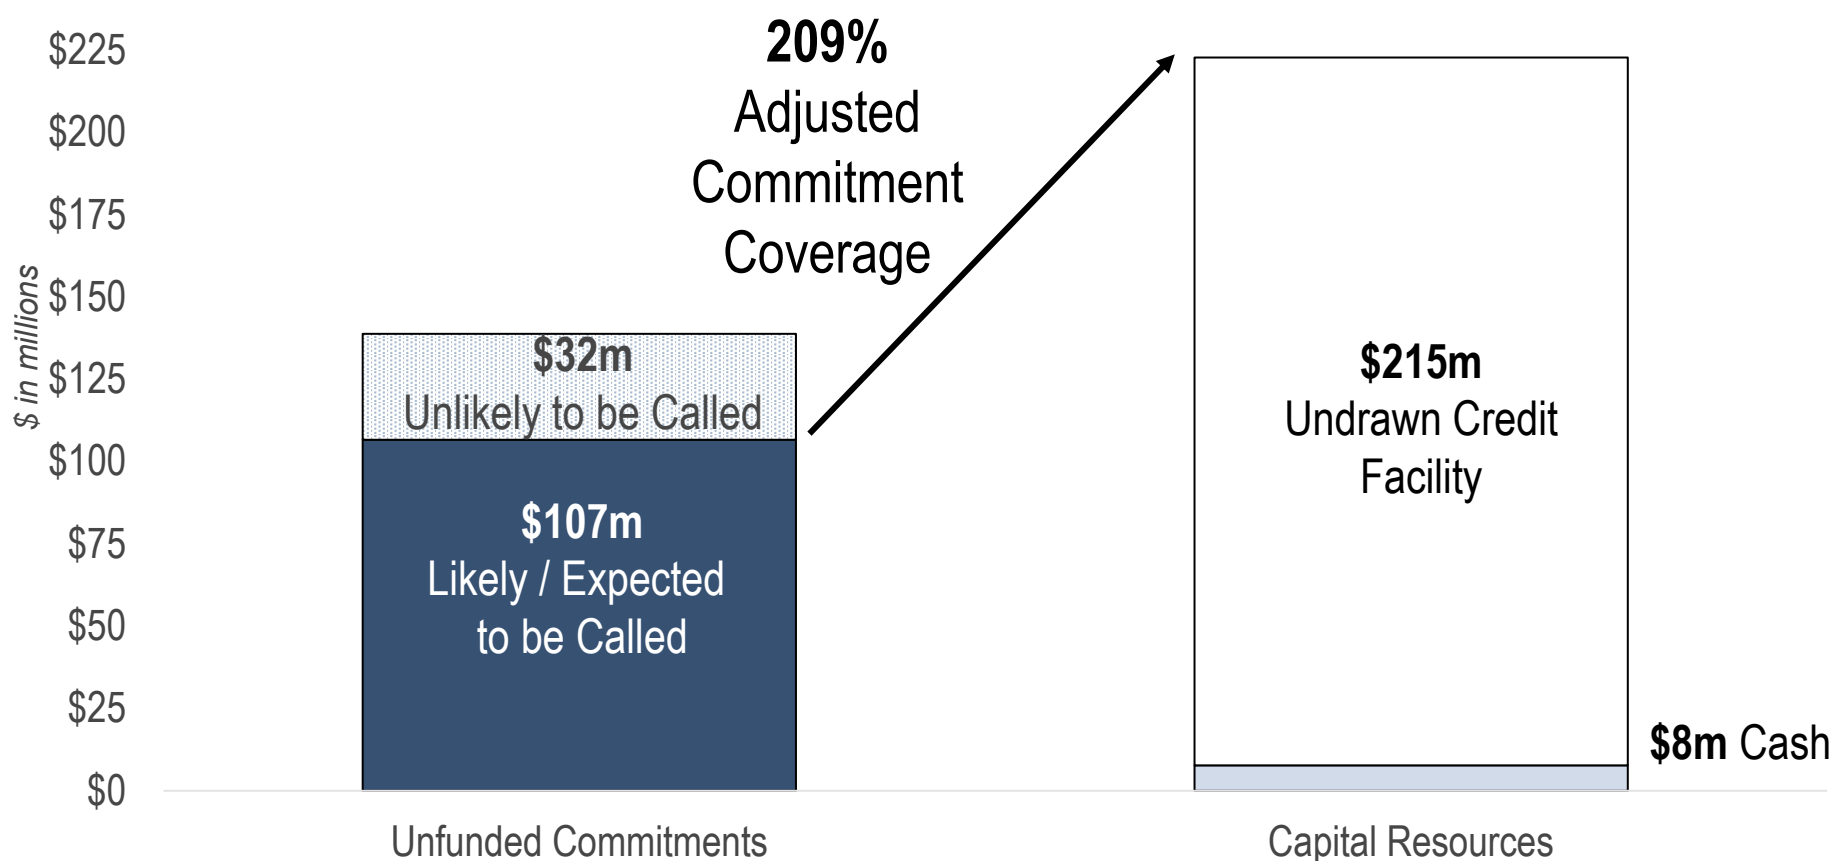 $225
$200
$175
$150
$125
$100
$75
$50
$25
$0
$ in millions
209%
Adjusted
Commitment
Coverage
$32m
Unlikely to be Called
$107m
Likely / Expected
to be Called
$215m
Undrawn Credit
Facility
$8m Cash
Unfunded Commitments
Capital Resources